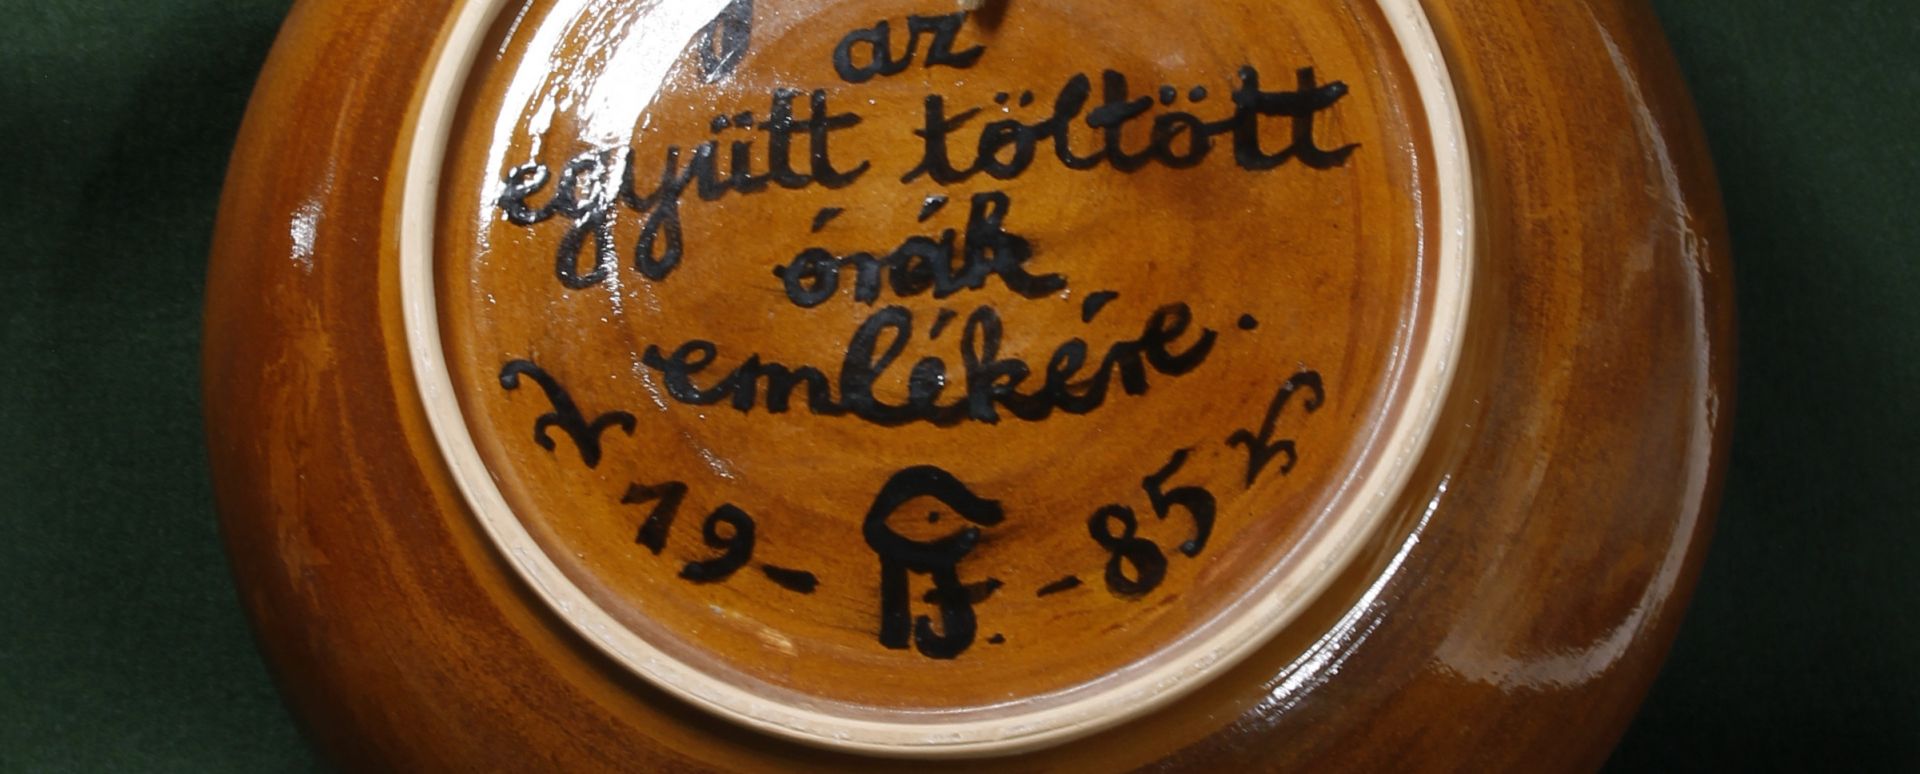 az
együtt töltött
órák
emlékére.
19- -85